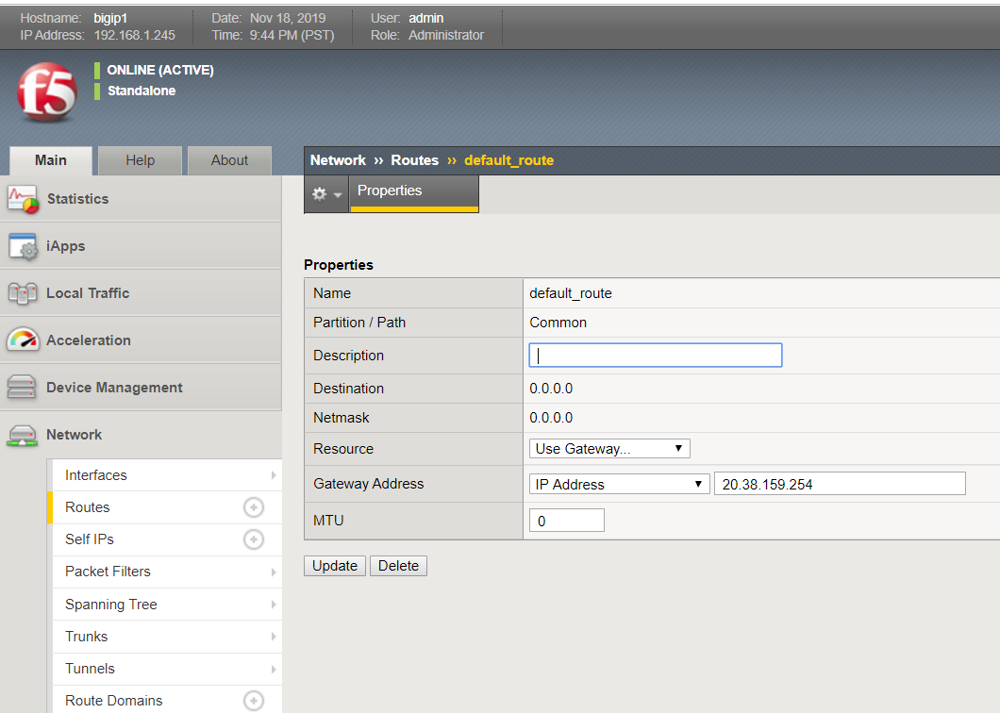 Hostname: bigip1 Date: Nov 18, 2019 User: admin
IP Address: 192.168.1.245 Time: 9:44 PM (PST) Role: Administrator
f5
ONLINE (ACTIVE)
Standalone
Main Help About
Network ›› Routes ›› default_route
Properties
Statistics
iApps
Local Traffic
Acceleration
Device Management
Network
Interfaces
Routes
Self IPs
Packet Filters
Spanning Tree
Trunks
Tunnels
Route Domains
Properties
Name default_route
Partition / Path Common
Description
Destination 0.0.0.0
Netmask 0.0.0.0
Resource Use Gateway...
Gateway Address IP Address 20.38.159.254
MTU 0
Update Delete